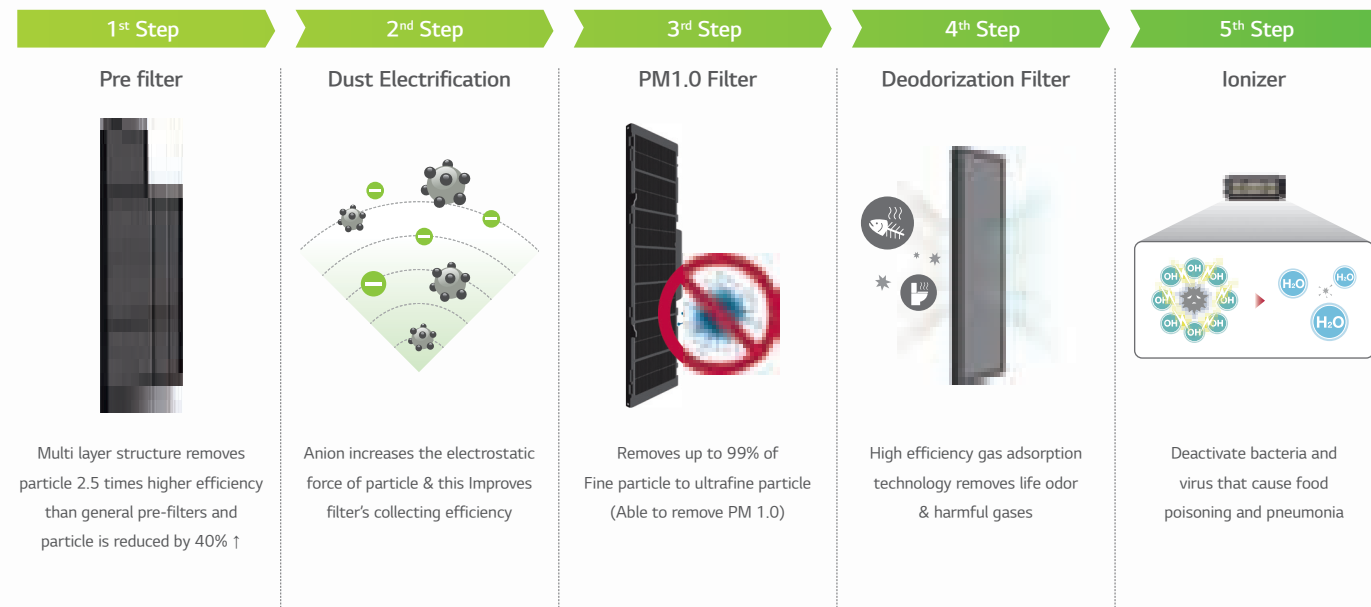 1st Step
Pre filter
Multi layer structure removes
particle 2.5 times higher efficiency
than general pre-filters and
particle is reduced by 40% ↑
2nd Step
Dust Electrification
Anion increases the electrostatic
force of particle & this Improves
filter's collecting efficiency
3rd Step
PM1.0 Filter
Removes up to 99% of
Fine particle to ultrafine particle
(Able to remove PM 1.0)
4th Step
Deodorization Filter
High efficiency gas adsorption
technology removes life odor
& harmful gases
5th Step
Ionizer
OH
OH
OH
OH
OH
OH
OH
OH
H₂O
H₂O
H₂O
Deactivate bacteria and
virus that cause food
poisoning and pneumonia